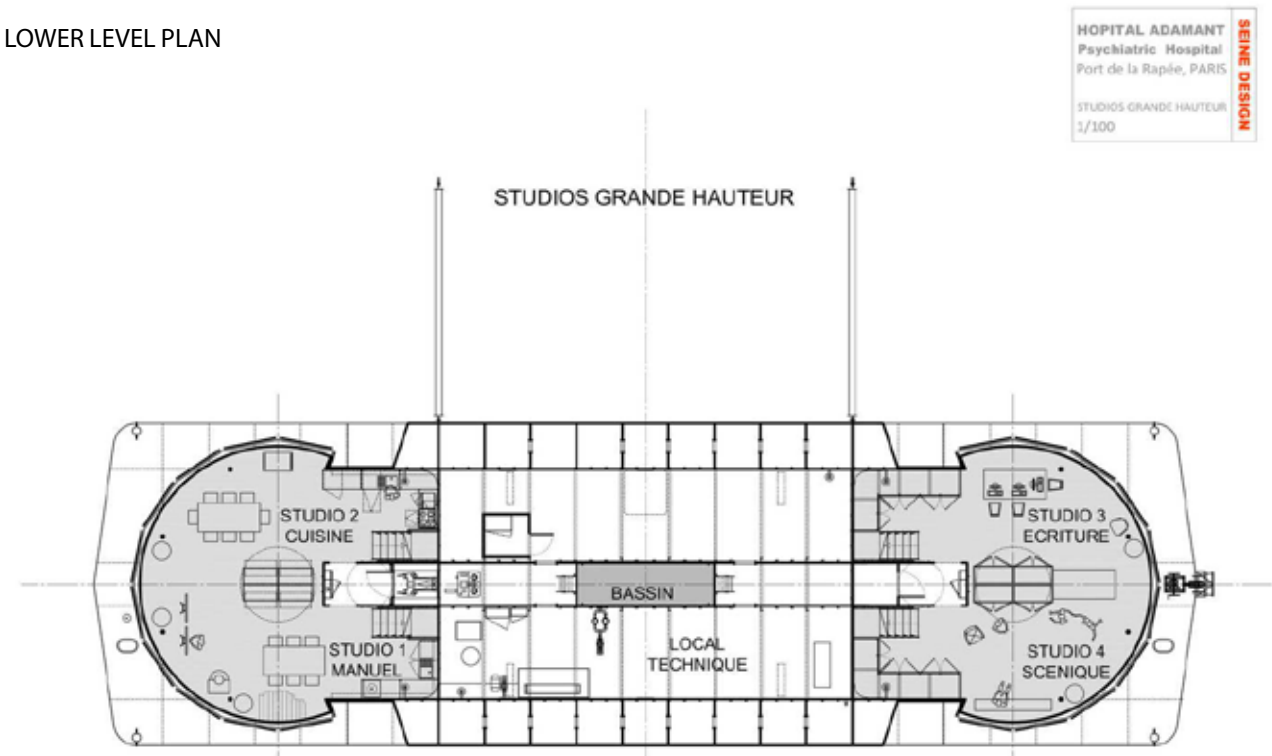 LOWER LEVEL PLAN
HOPITAL ADAMANT
Psychiatric Hospital
Port de la Rapée, PARIS
STUDIOS GRANDE HAUTEUR
1/100
SEINE DESIGN
STUDIOS GRANDE HAUTEUR
STUDIO 2
CUISINE
STUDIO 3
ECRITURE
BASSIN
STUDIO 1
MANUEL
LOCAL
TECHNIQUE
STUDIO 4
SCENIQUE